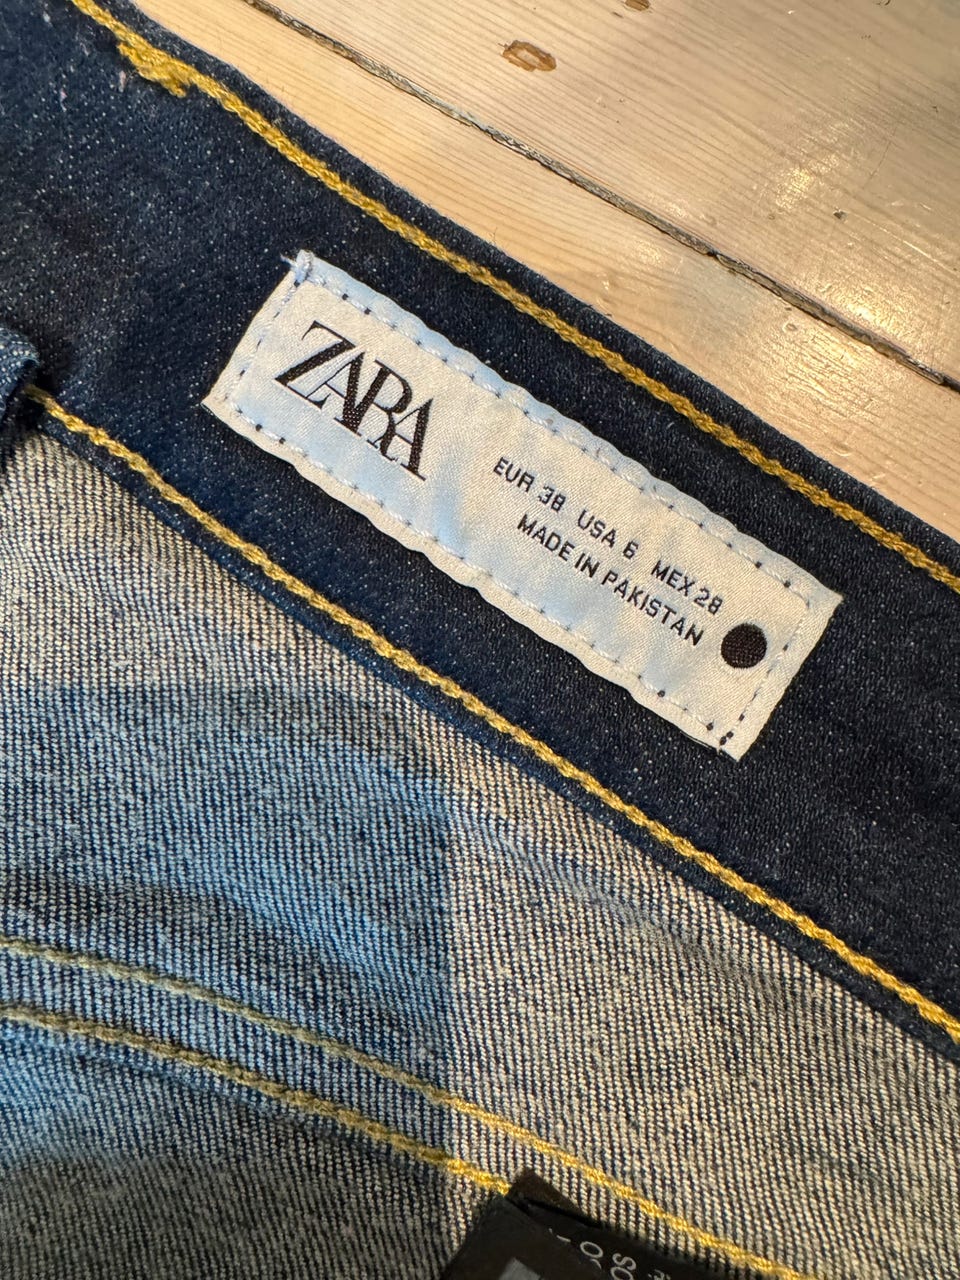 ZARA
EUR 38 USA 6 MEX 28
MADE IN PAKISTAN